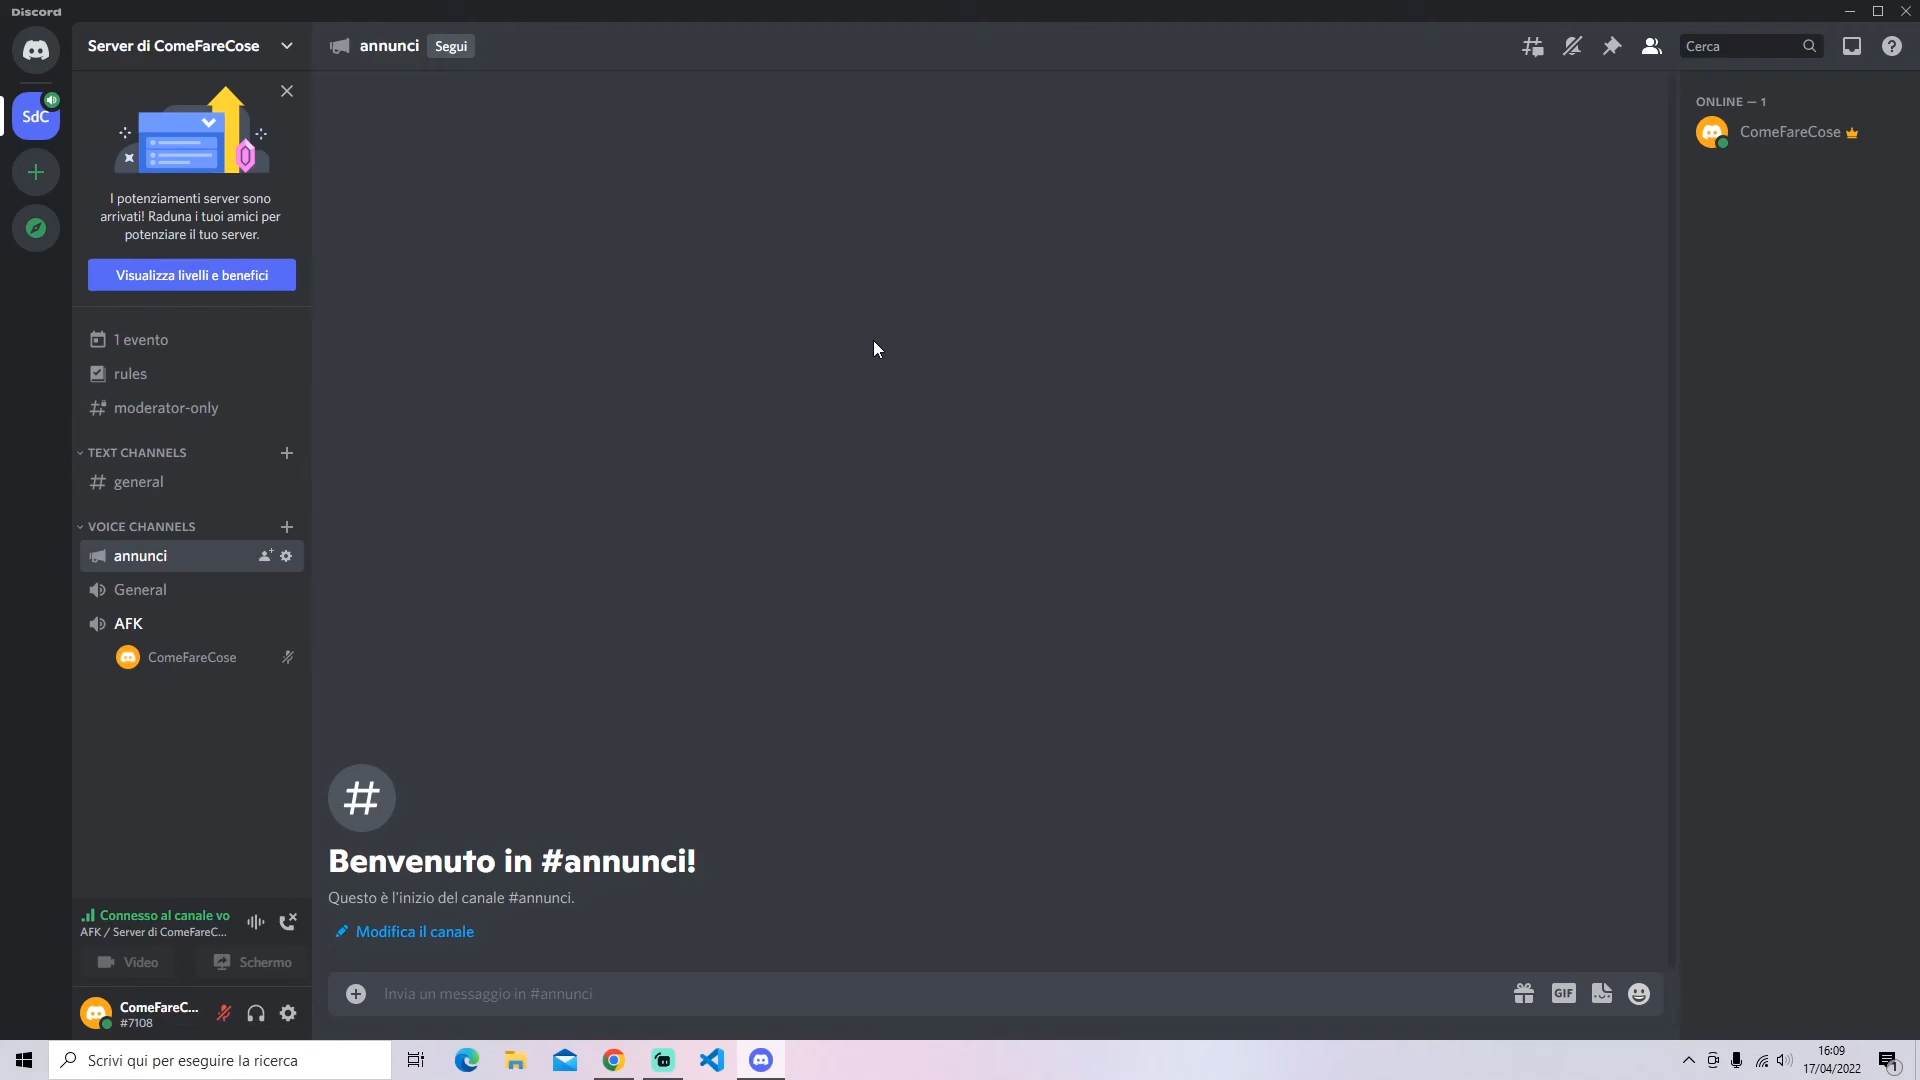 Discord
Server di ComeFareCose
SdC
I potenziamenti server sono
arrivati! Raduna i tuoi amici per
potenziare il tuo server.
Visualizza livelli e benefici
1 evento
rules
moderator-only
TEXT CHANNELS
general
VOICE CHANNELS
annunci
General
AFK
ComeFareCose
Connesso al canale vo
AFK / Server di ComeFareC...
Video
Schermo
ComeFareC...
#7108
annunci
Segui
Cerca
Benvenuto in #annunci!
Questo è l'inizio del canale #annunci.
Modifica il canale
Invia un messaggio in #annunci
GIF
ONLINE — 1
ComeFareCose
Scrivi qui per eseguire la ricerca
16:09
17/04/2022
1